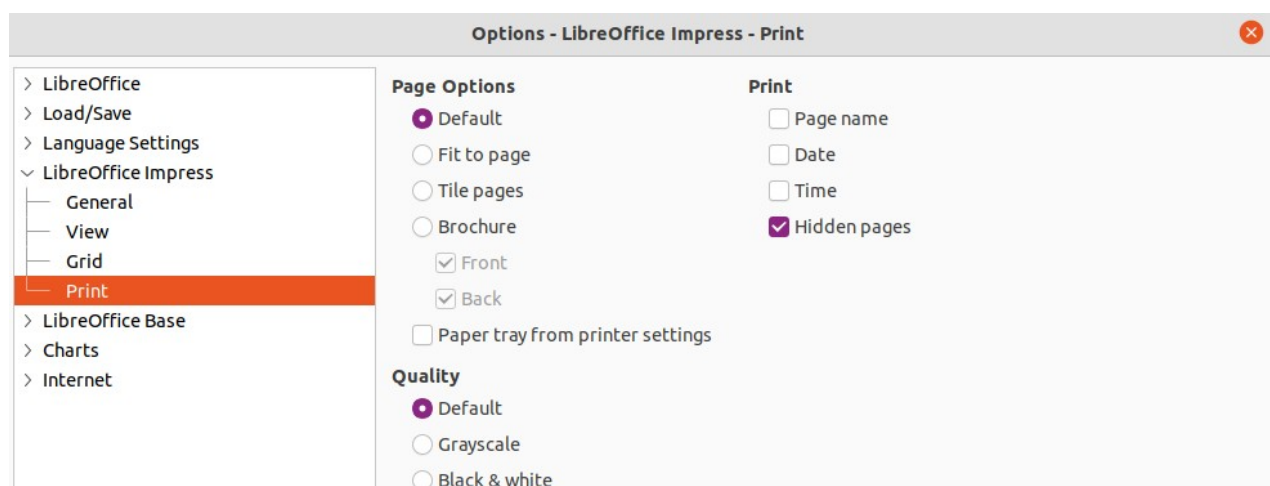 Options - LibreOffice Impress - Print
LibreOffice
Load/Save
Language Settings
LibreOffice Impress
General
View
Grid
Print
LibreOffice Base
Charts
Internet
Page Options
Default
Fit to page
Tile pages
Brochure
Front
Back
Paper tray from printer settings
Quality
Default
Grayscale
Black & white
Print
Page name
Date
Time
Hidden pages